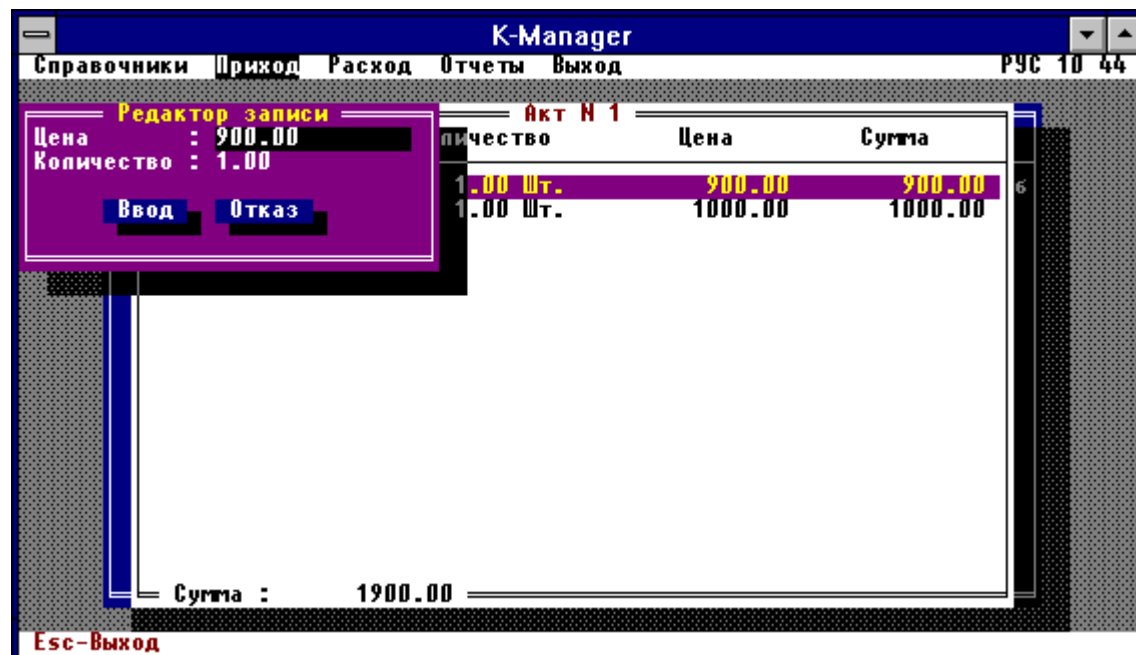 K-Manager
Справочники Приход Расход Отчеты Выход РУС 10 44
Редактор записи
Цена : 900.00
Количество : 1.00
Ввод Отказ
Акт N 1
личество Цена Сумма
1.00 Шт. 900.00 900.00 б
1.00 Шт. 1000.00 1000.00
Сумма : 1900.00
Esc-Выход